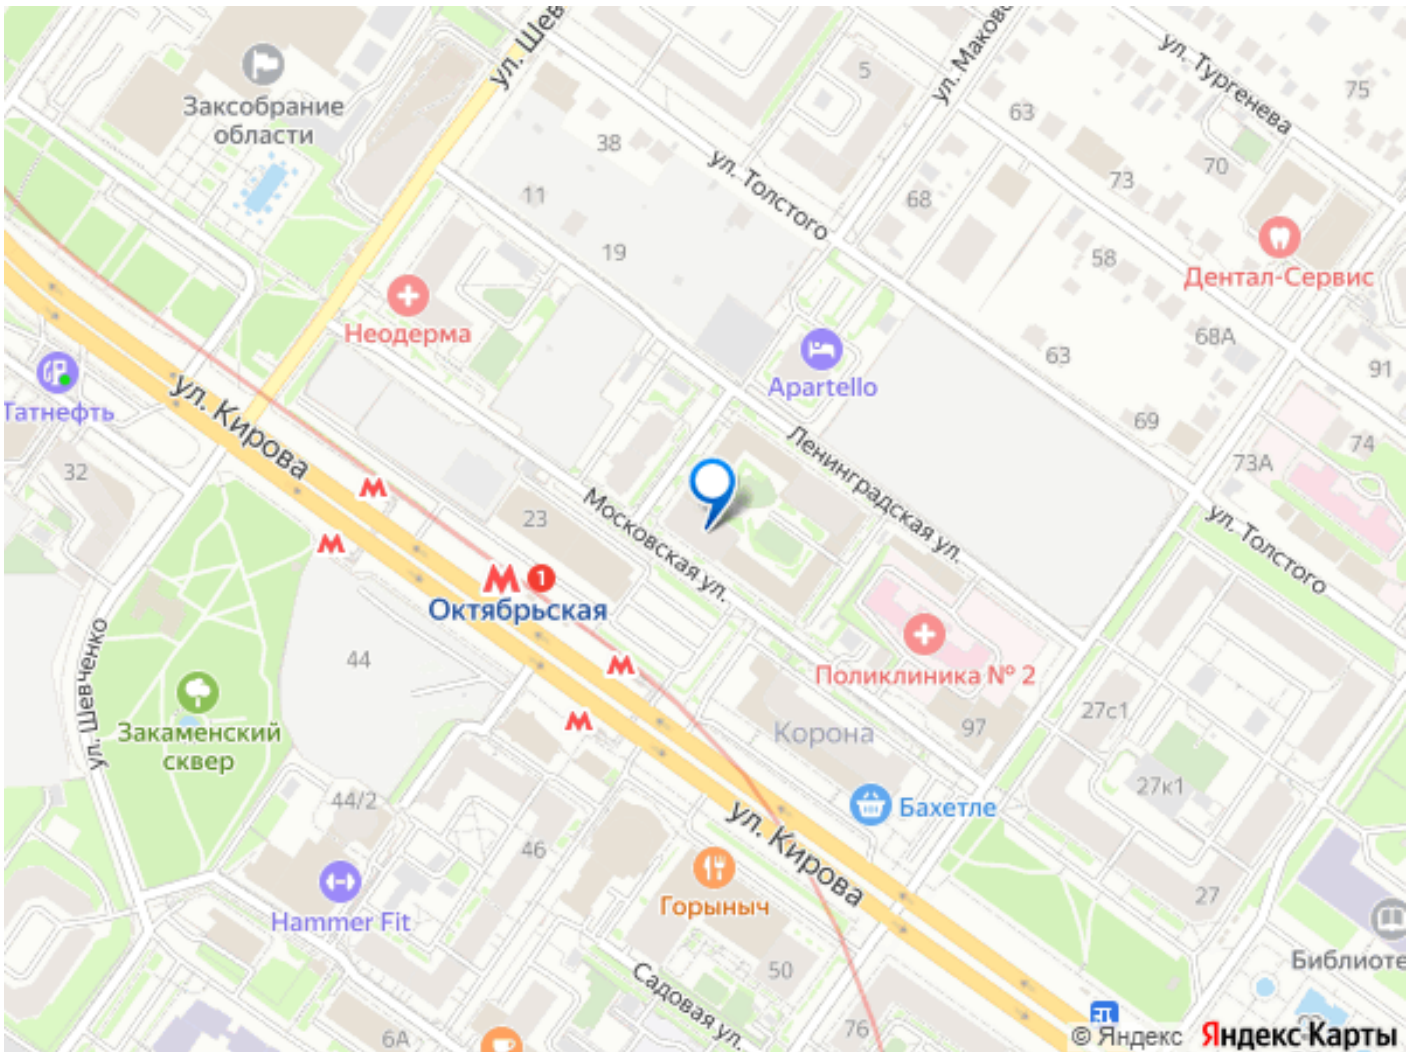 ул. Шев
ул. Маковс
ул. Тургенева
75
5
Заксобрание
области
38
63
ул. Толстого
70
73
11
68
19
58
Дентал-Сервис
Неодерма
68А
63
91
Apartello
Татнефть
ул. Кирова
69
74
73А
32
Ленинградская ул.
23
Московская ул.
ул. Толстого
1
Октябрьская
ул. Шевченко
44
Поликлиника № 2
27с1
97
Закаменский
сквер
Корона
27к1
44/2
Бахетле
ул. Кирова
46
27
Горыныч
Hammer Fit
Библиоте
50
Садовая ул.
76
6А
© Яндекс Яндекс Карты